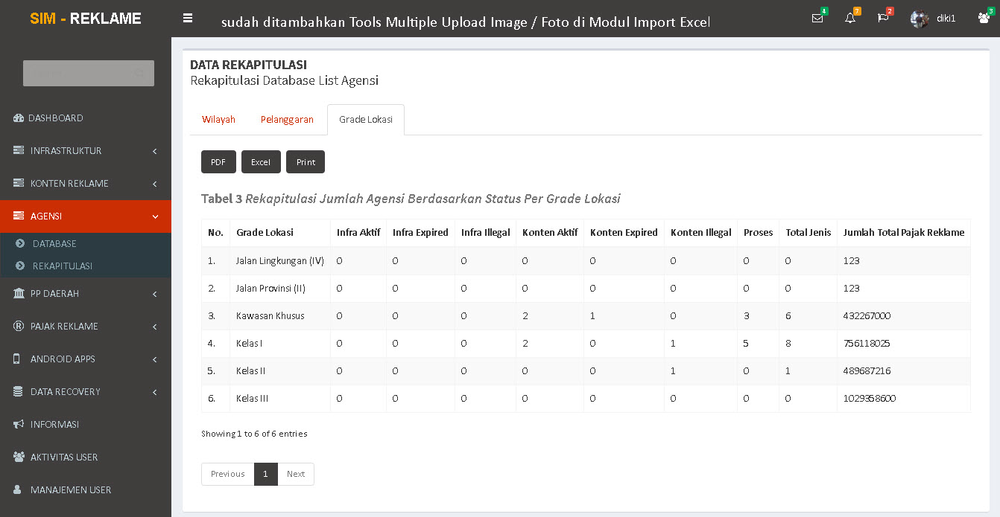 SIM - REKLAME
sudah ditambahkan Tools Multiple Upload Image / Foto di Modul Import Excel
4
7
2
diki1
3
DASHBOARD
INFRASTRUKTUR
KONTEN REKLAME
AGENSI
DATABASE
REKAPITULASI
PP DAERAH
PAJAK REKLAME
ANDROID APPS
DATA RECOVERY
INFORMASI
AKTIVITAS USER
MANAJEMEN USER
DATA REKAPITULASI
Rekapitulasi Database List Agensi
Wilayah Pelanggaran Grade Lokasi
PDF Excel Print
Tabel 3 Rekapitulasi Jumlah Agensi Berdasarkan Status Per Grade Lokasi
No. Grade Lokasi Infra Aktif Infra Expired Infra Illegal Konten Aktif Konten Expired Konten Illegal Proses Total Jenis Jumlah Total Pajak Reklame
1. Jalan Lingkungan (IV) 0 0 0 0 0 0 0 0 123
2. Jalan Provinsi (II) 0 0 0 0 0 0 0 0 123
3. Kawasan Khusus 0 0 0 2 1 0 3 6 432267000
4. Kelas I 0 0 0 2 0 1 5 8 756118025
5. Kelas II 0 0 0 0 0 1 0 1 489687216
6. Kelas III 0 0 0 0 0 0 0 0 1029358600
Showing 1 to 6 of 6 entries
Previous 1 Next